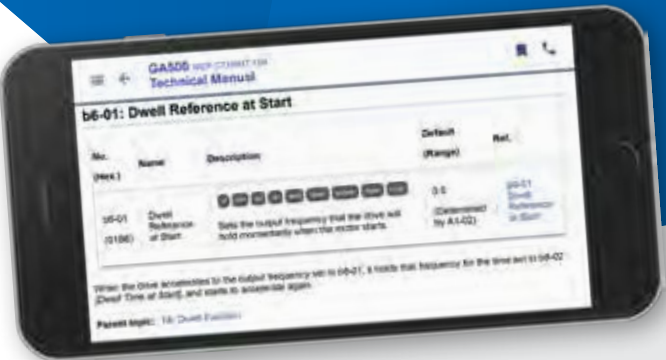 GA500
Technical Manual
b6-01: Dwell Reference at Start
No.
(Hex.)
Name
Description
Default
(Range)
Ref.
b6-01
(01B6)
Dwell
Reference
at Start
Sets the output frequency that the drive will
hold momentarily when the motor starts.
0.0
(Determined
by A1-02)
b6-01
Dwell
Reference
at Start
When the drive accelerates to the output frequency set to b6-01, it holds that frequency for the time set to b6-02
[Dwell Time at Start], and starts to accelerate again.
Parent topic: b6: Dwell Function